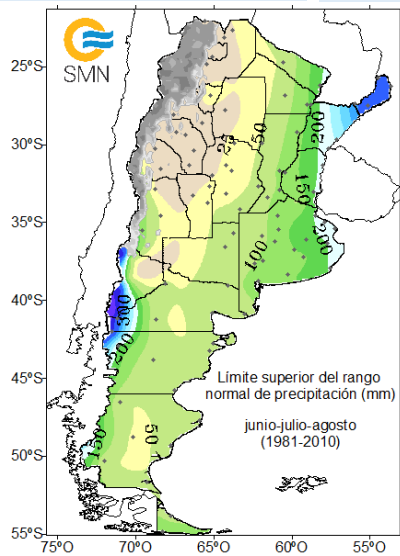 SMN
25°S
30°S
35°S
40°S
45°S
50°S
55°S
75°O
70°O
65°O
60°O
55°O
25
50
200
150
200
100
300
200
150
50
Límite superior del rango
normal de precipitación (mm)
junio-julio-agosto
(1981-2010)